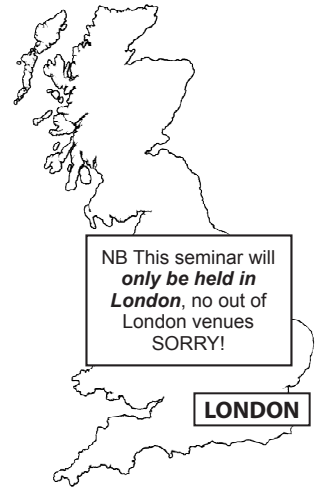 NB This seminar will
only be held in
London, no out of
London venues
SORRY!
LONDON